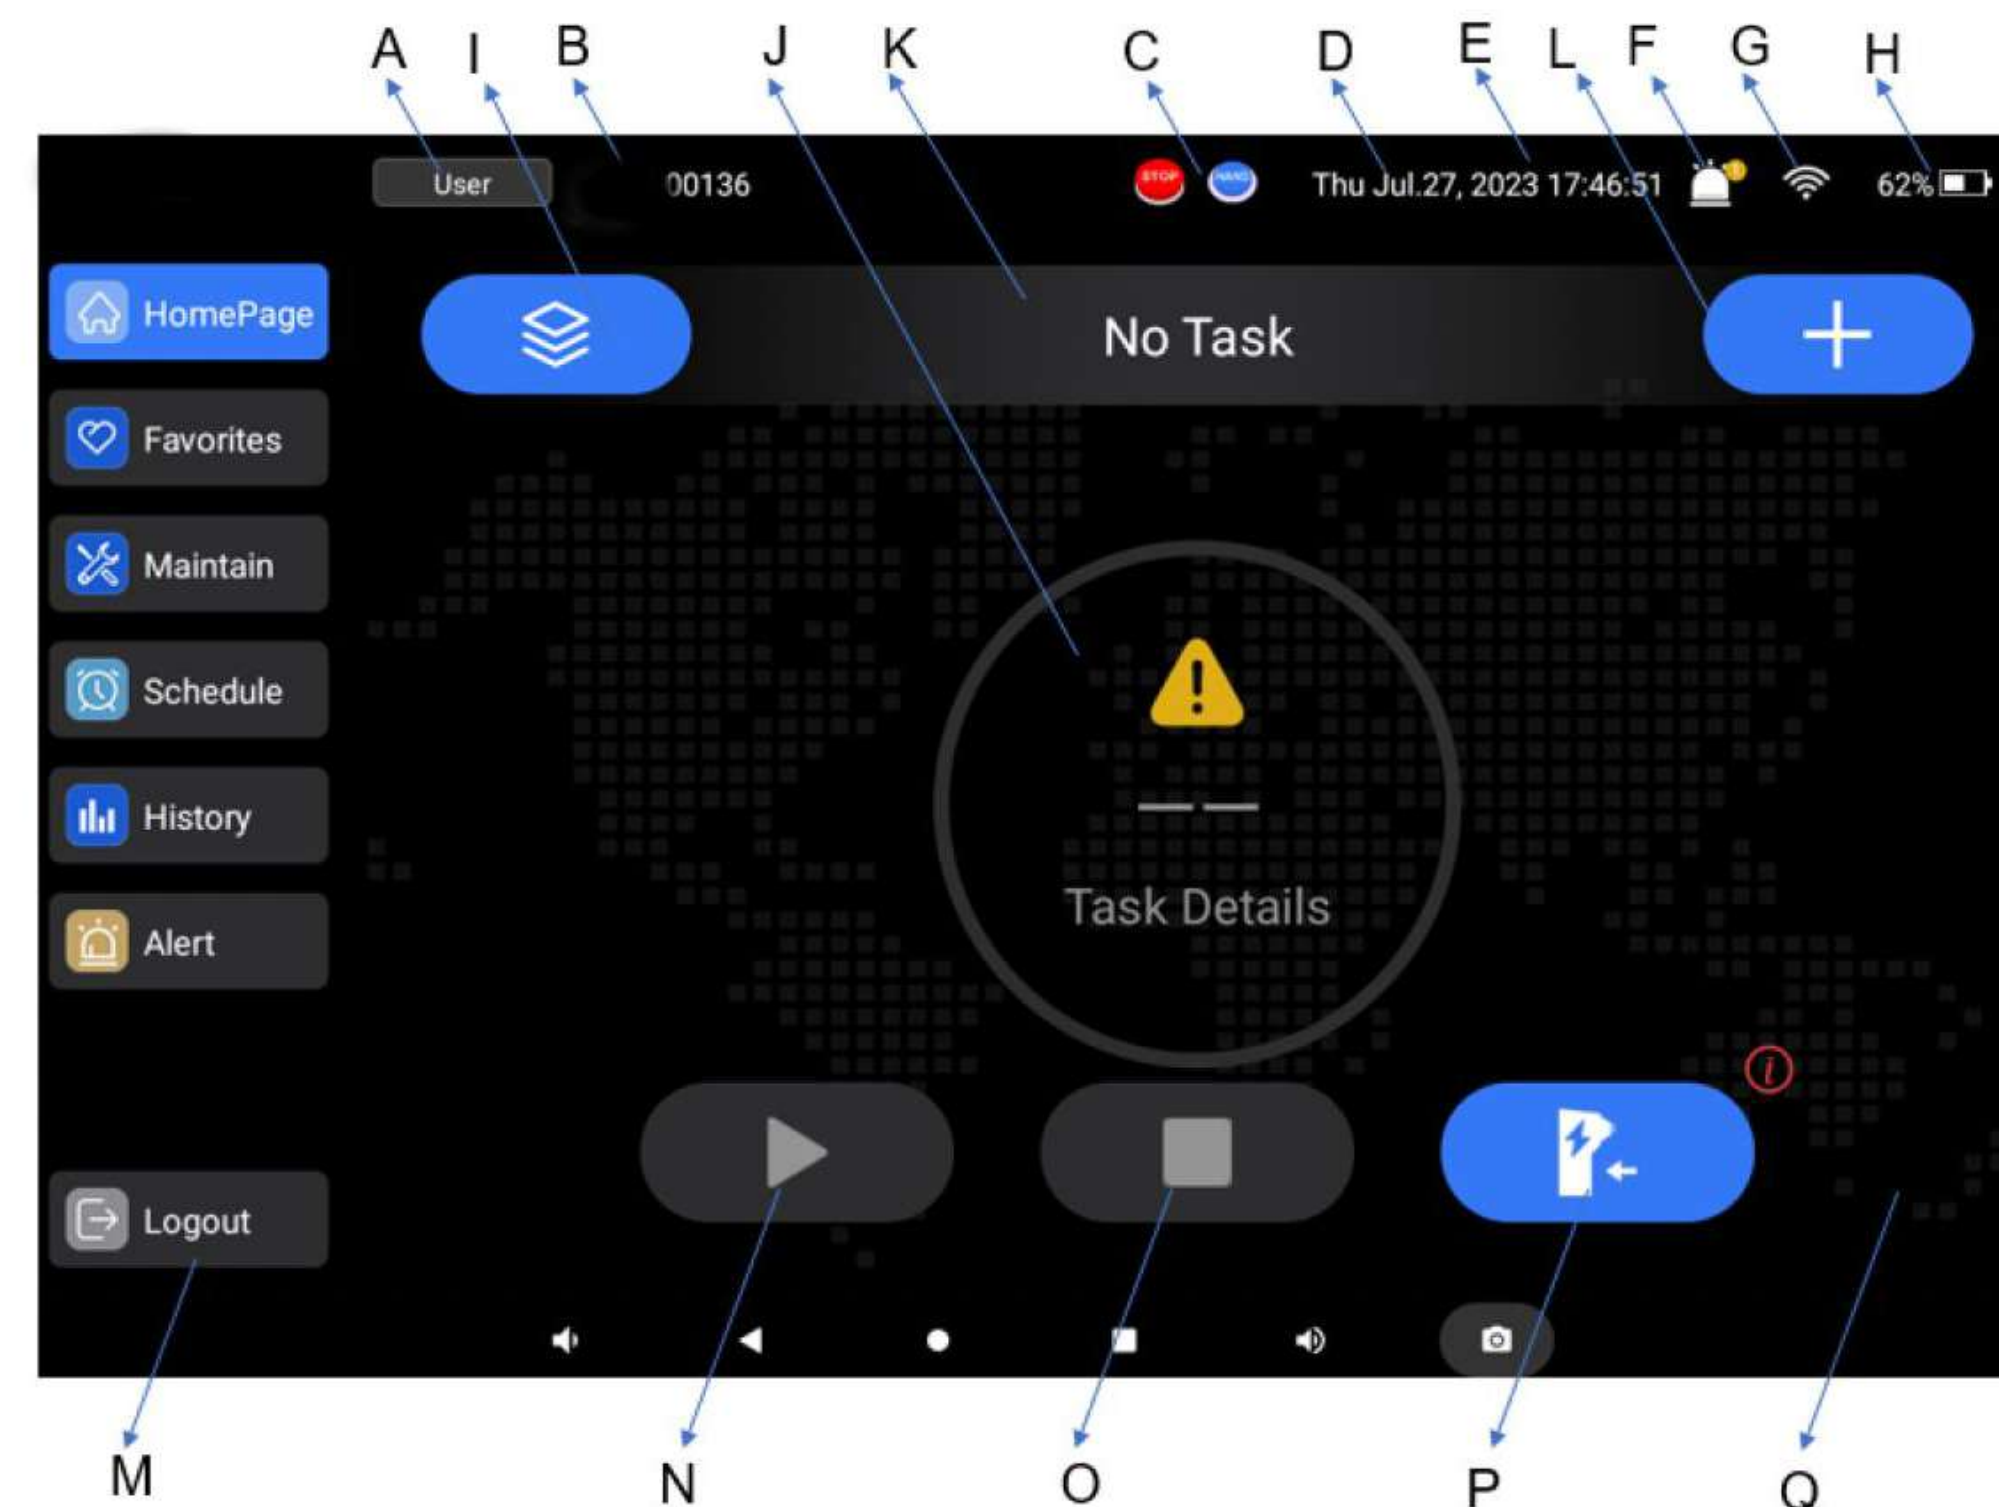 A I B J K C D E L F G H
User 00136 STOP Thu Jul.27, 2023 17:46:51 62%
HomePage
No Task
Favorites
Maintain
Schedule
History
Task Details
Alert
Logout
M N O P Q